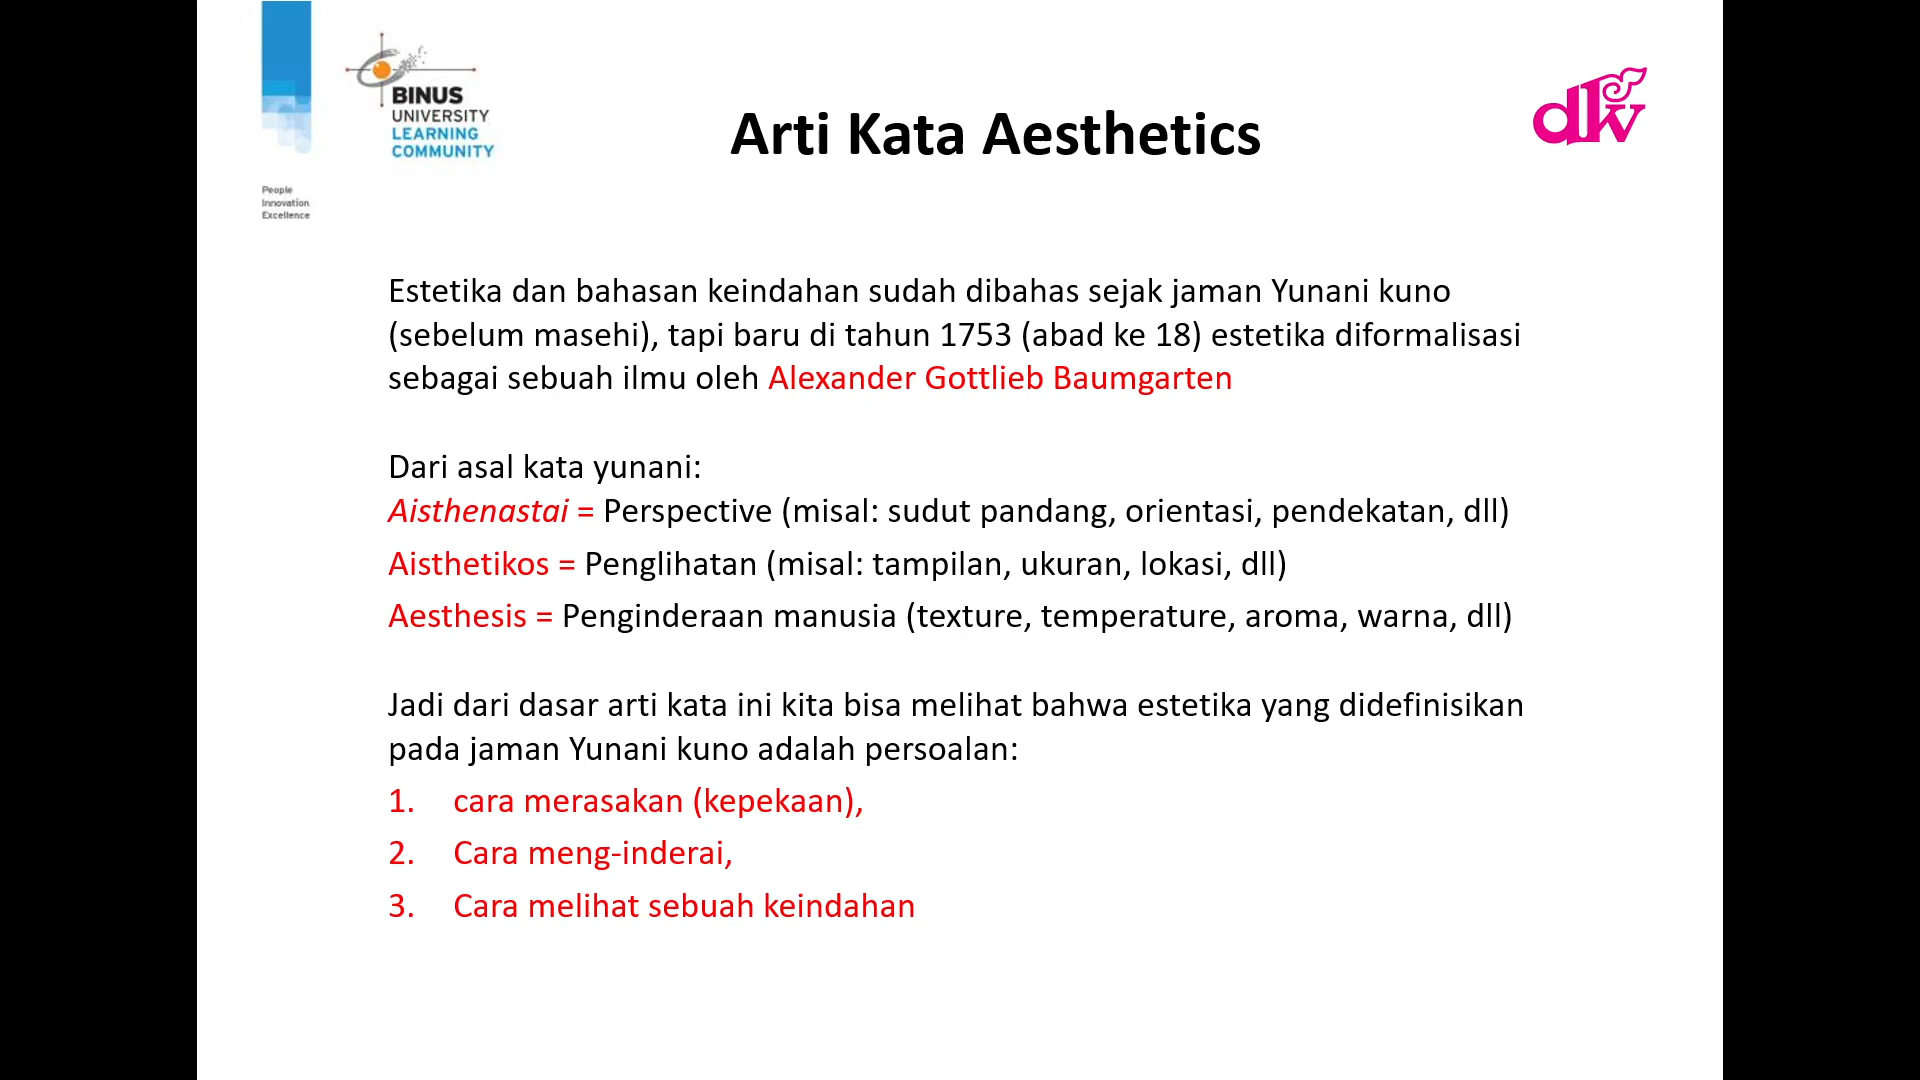 BINUS
UNIVERSITY
LEARNING
COMMUNITY
People
Innovation
Excellence
Arti Kata Aesthetics
dkv
Estetika dan bahasan keindahan sudah dibahas sejak jaman Yunani kuno
(sebelum masehi), tapi baru di tahun 1753 (abad ke 18) estetika diformalisasi
sebagai sebuah ilmu oleh Alexander Gottlieb Baumgarten
Dari asal kata yunani:
Aisthenastai = Perspective (misal: sudut pandang, orientasi, pendekatan, dll)
Aisthetikos = Penglihatan (misal: tampilan, ukuran, lokasi, dll)
Aesthesis = Penginderaan manusia (texture, temperature, aroma, warna, dll)
Jadi dari dasar arti kata ini kita bisa melihat bahwa estetika yang didefinisikan
pada jaman Yunani kuno adalah persoalan:
1. cara merasakan (kepekaan),
2. Cara meng-inderai,
3. Cara melihat sebuah keindahan